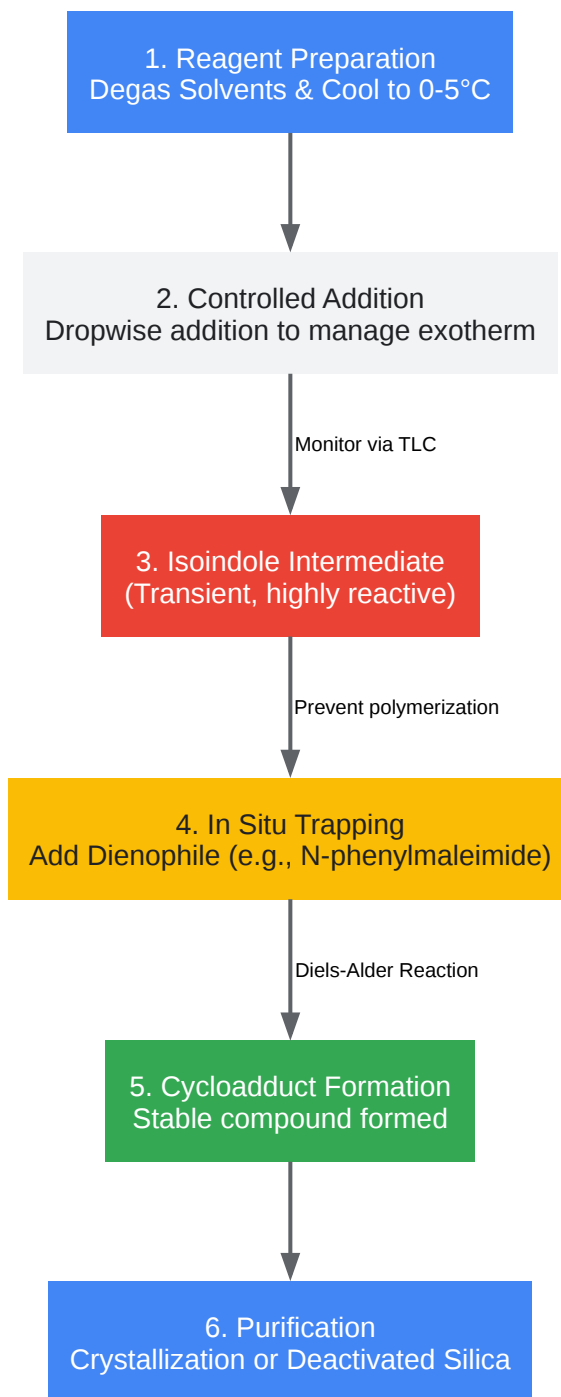 1. Reagent Preparation
Degas Solvents & Cool to 0-5°C
2. Controlled Addition
Dropwise addition to manage exotherm
Monitor via TLC
3. Isoindole Intermediate
(Transient, highly reactive)
Prevent polymerization
4. In Situ Trapping
Add Dienophile (e.g., N-phenylmaleimide)
Diels-Alder Reaction
5. Cycloadduct Formation
Stable compound formed
6. Purification
Crystallization or Deactivated Silica